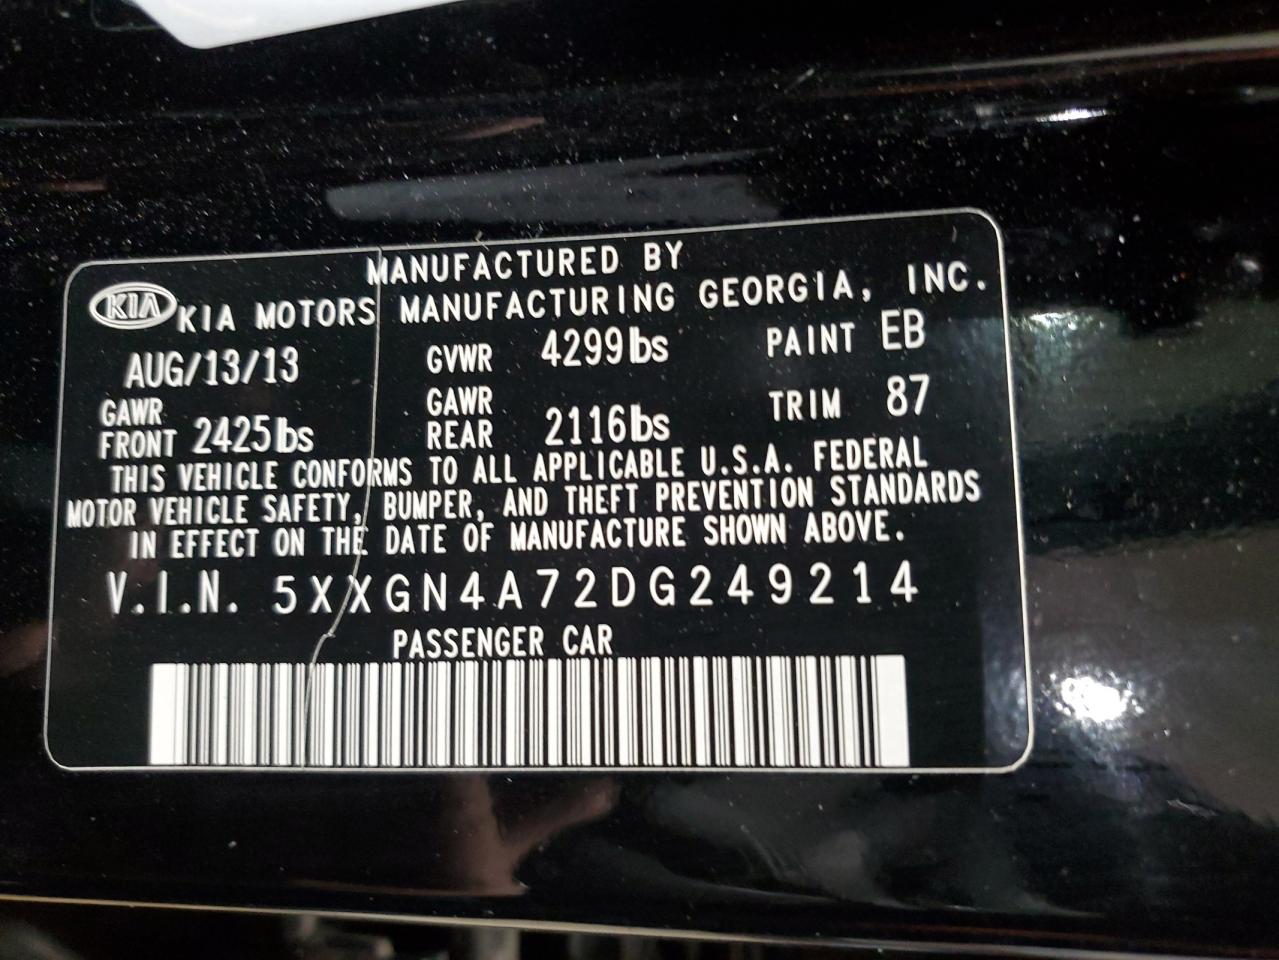 MANUFACTURED BY
KIA KIA MOTORS MANUFACTURING GEORGIA, INC.
AUG/13/13 GVWR 4299lbs PAINT EB
GAWR FRONT 2425lbs GAWR REAR 2116lbs TRIM 87
THIS VEHICLE CONFORMS TO ALL APPLICABLE U.S.A. FEDERAL
MOTOR VEHICLE SAFETY, BUMPER, AND THEFT PREVENTION STANDARDS
IN EFFECT ON THE DATE OF MANUFACTURE SHOWN ABOVE.
V.I.N. 5XXGN4A72DG249214
PASSENGER CAR